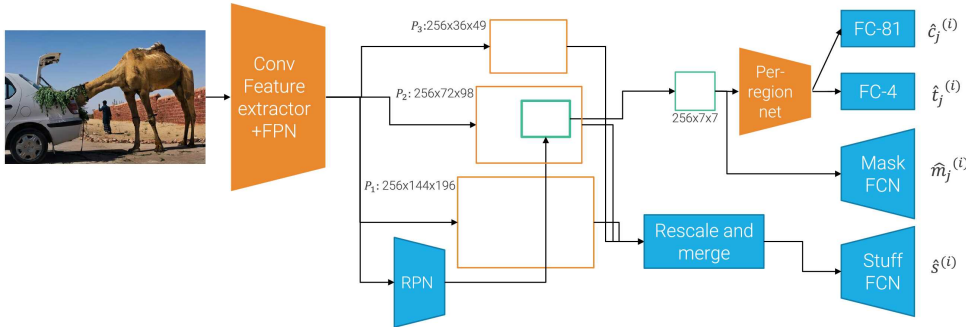 Conv
Feature
extractor
+FPN
P₃:256x36x49
P₂: 256x72x98
P₁: 256x144x196
RPN
256x7x7
Per-
region
net
Rescale and
merge
FC-81
ĉⱼ⁽ⁱ⁾
FC-4
t̂ⱼ⁽ⁱ⁾
Mask
FCN
m̂ⱼ⁽ⁱ⁾
Stuff
FCN
ŝ⁽ⁱ⁾